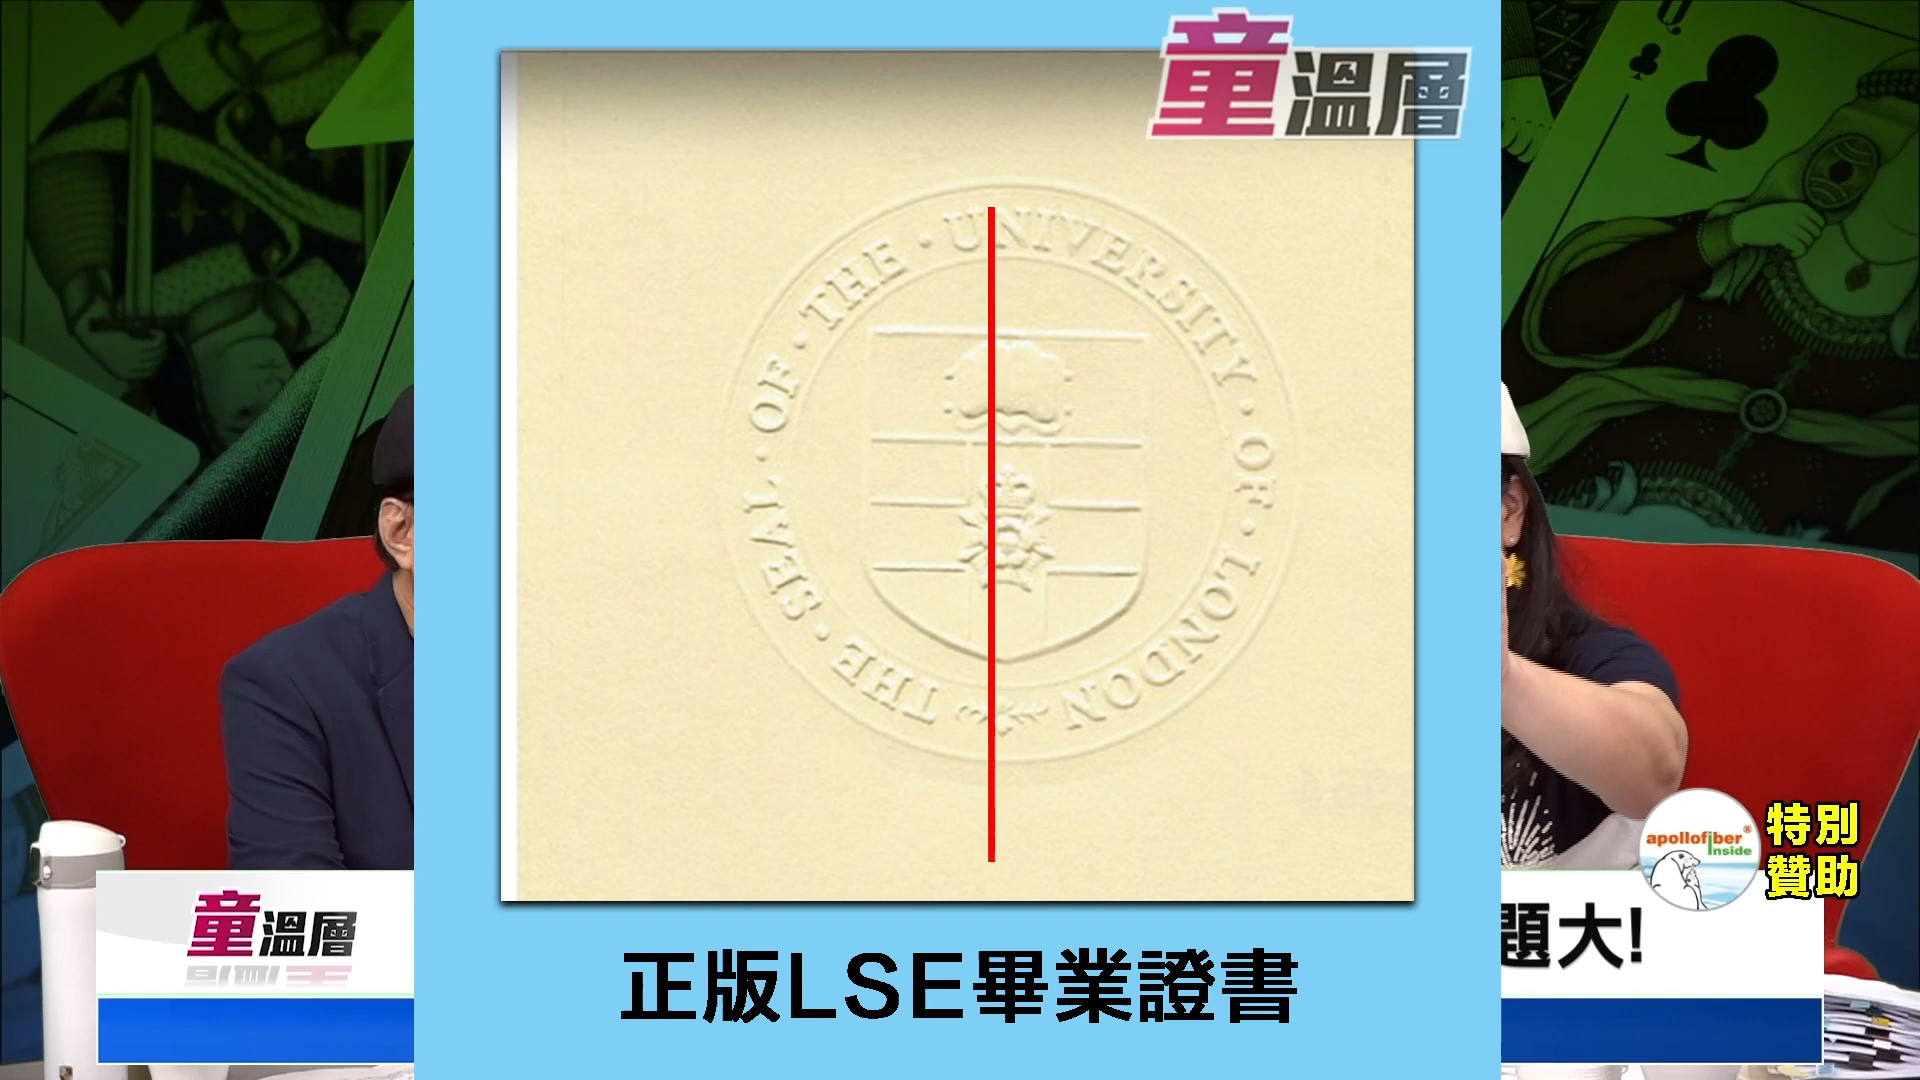 童溫層
THE · SEAL · OF · THE · UNIVERSITY · OF · LONDON
正版LSE畢業證書
童溫層
題大!
apollofiber®
inside
特別
贊助